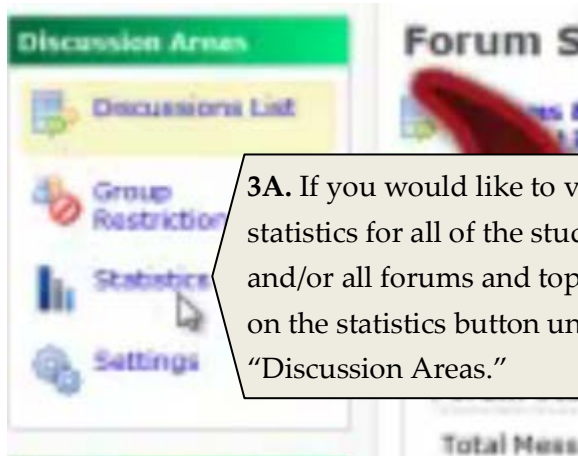 Discussion Areas
Discussions List
Group
Restriction
Statistics
Settings
Forum S
3A. If you would like to v
statistics for all of the stu
and/or all forums and top
on the statistics button un
“Discussion Areas.”
Total Mess